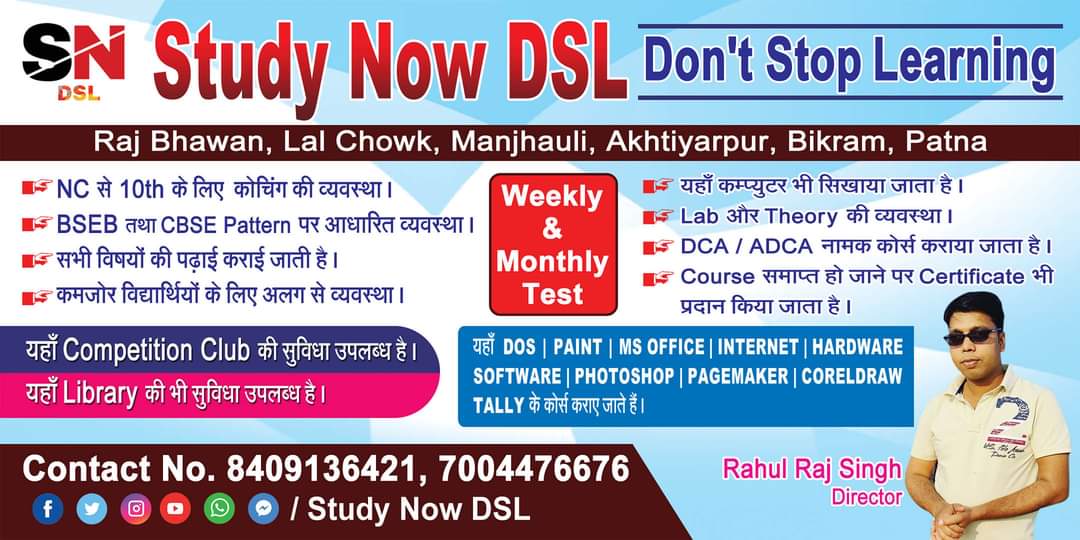 SN
DSL
Study Now DSL
Don't Stop Learning
Raj Bhawan, Lal Chowk, Manjhauli, Akhtiyarpur, Bikram, Patna
NC से 10th के लिए कोचिंग की व्यवस्था।
BSEB तथा CBSE Pattern पर आधारित व्यवस्था।
सभी विषयों की पढ़ाई कराई जाती है।
कमजोर विद्यार्थियों के लिए अलग से व्यवस्था।
Weekly
&
Monthly
Test
यहाँ कम्प्युटर भी सिखाया जाता है।
Lab और Theory की व्यवस्था।
DCA / ADCA नामक कोर्स कराया जाता है।
Course समाप्त हो जाने पर Certificate भी
प्रदान किया जाता है।
यहाँ Competition Club की सुविधा उपलब्ध है।
यहाँ Library की भी सुविधा उपलब्ध है।
यहाँ DOS | PAINT | MS OFFICE | INTERNET | HARDWARE
SOFTWARE | PHOTOSHOP | PAGEMAKER | CORELDRAW
TALLY के कोर्स कराए जाते हैं।
Contact No. 8409136421, 7004476676
/ Study Now DSL
Rahul Raj Singh
Director
2